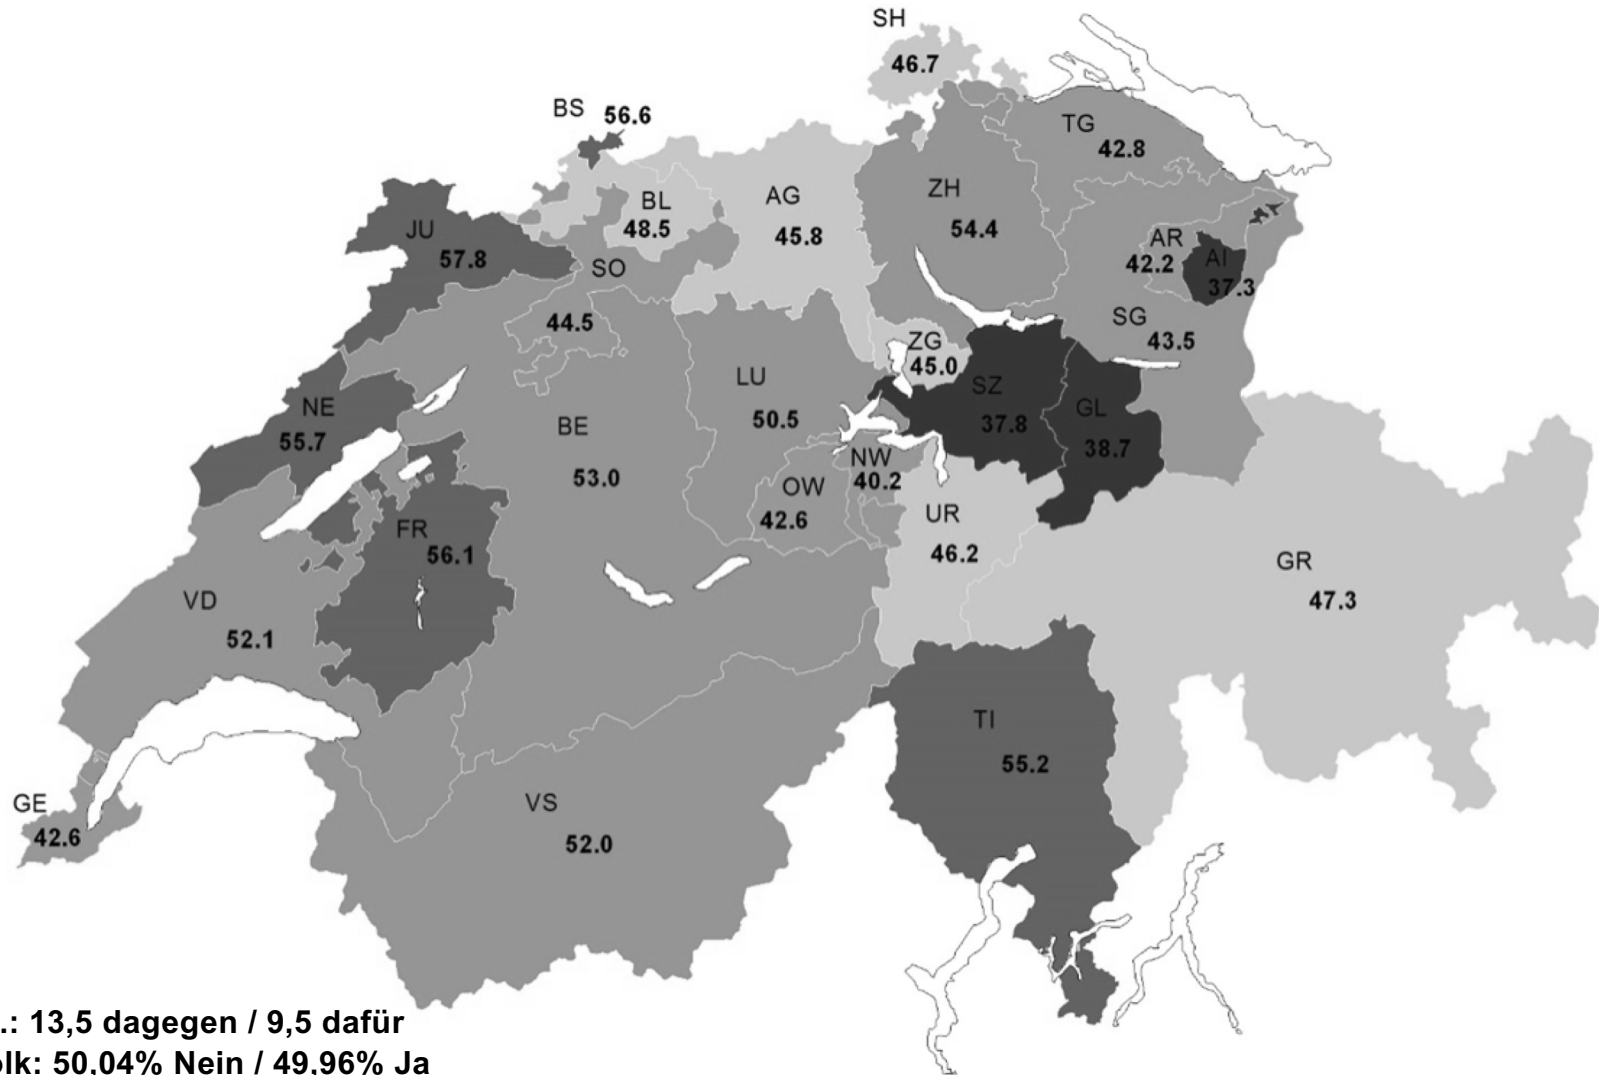 SH
46.7
BS 56.6
TG
42.8
JU
57.8
BL
48.5
AG
45.8
ZH
54.4
AR
42.2
AI
37.3
SO
44.5
SG
43.5
ZG
45.0
LU
50.5
SZ
37.8
GL
38.7
NE
55.7
BE
53.0
NW
40.2
OW
42.6
UR
46.2
FR
56.1
GR
47.3
VD
52.1
TI
55.2
GE
42.6
VS
52.0
.: 13,5 dagegen / 9,5 dafür
olk: 50,04% Nein / 49,96% Ja